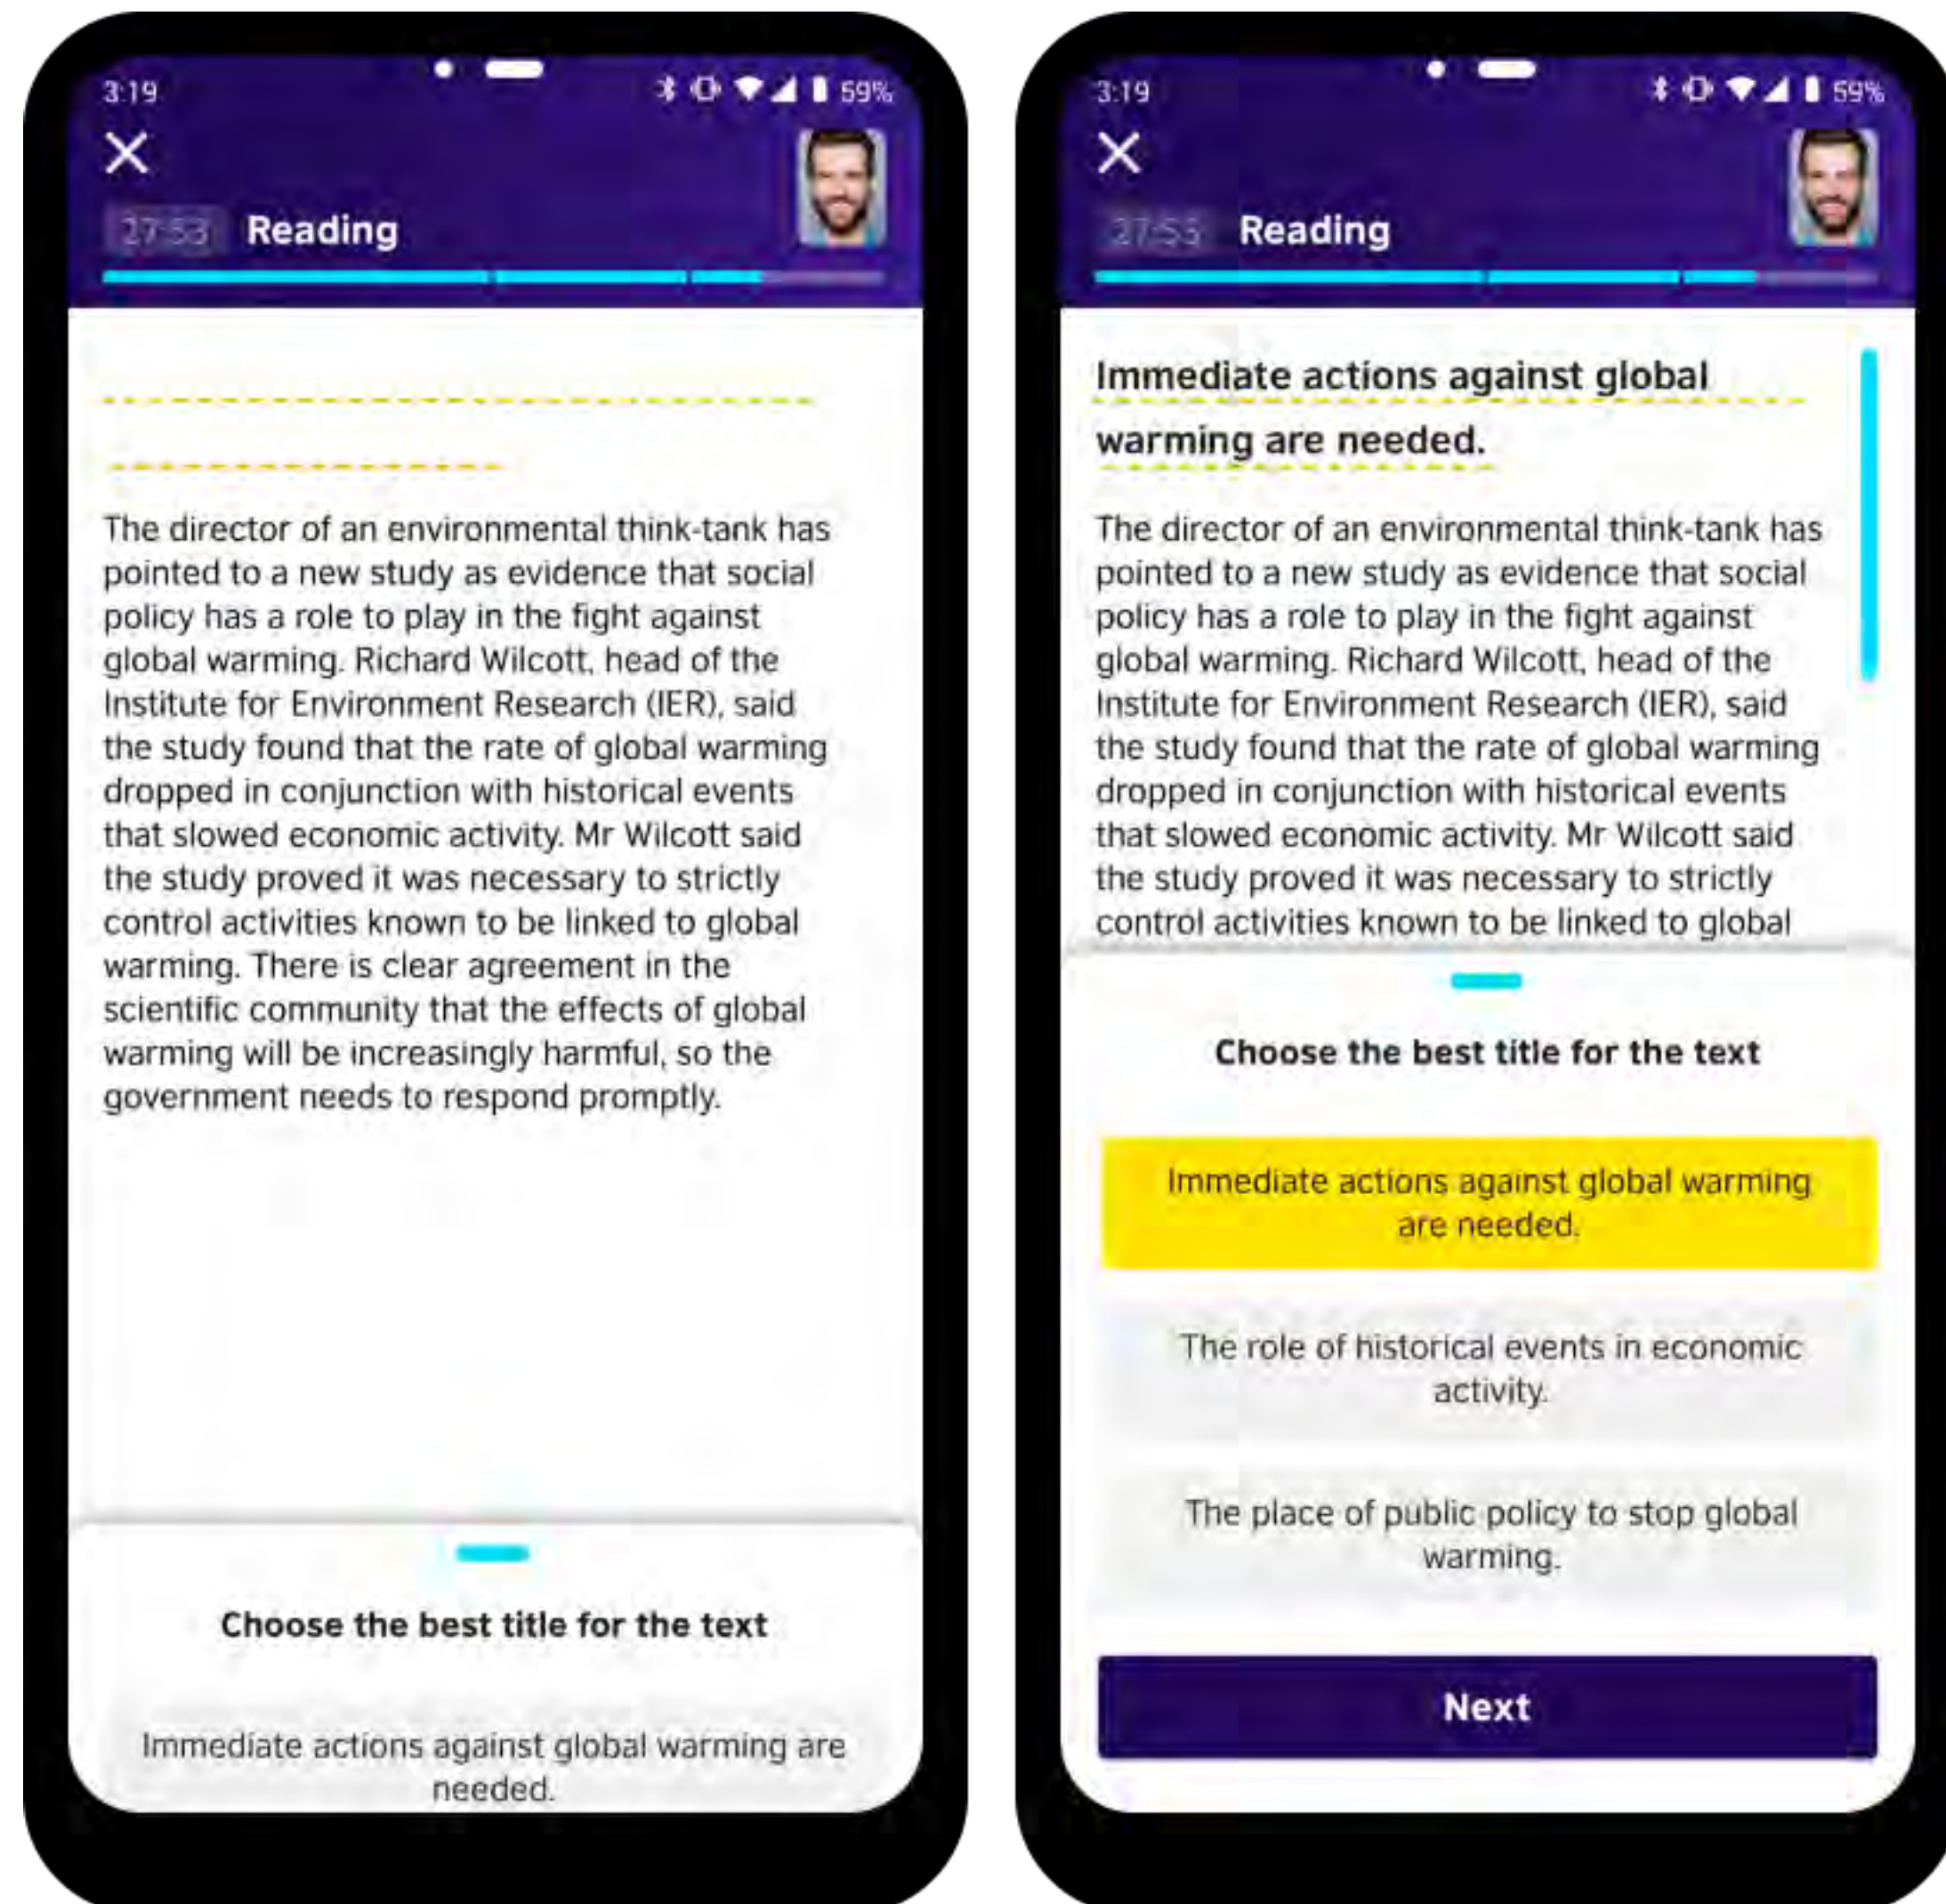 3:19
59%
27:53 Reading
The director of an environmental think-tank has
pointed to a new study as evidence that social
policy has a role to play in the fight against
global warming. Richard Wilcott, head of the
Institute for Environment Research (IER), said
the study found that the rate of global warming
dropped in conjunction with historical events
that slowed economic activity. Mr Wilcott said
the study proved it was necessary to strictly
control activities known to be linked to global
warming. There is clear agreement in the
scientific community that the effects of global
warming will be increasingly harmful, so the
government needs to respond promptly.
Choose the best title for the text
Immediate actions against global warming are
needed.
3:19
59%
27:53 Reading
Immediate actions against global
warming are needed.
The director of an environmental think-tank has
pointed to a new study as evidence that social
policy has a role to play in the fight against
global warming. Richard Wilcott, head of the
Institute for Environment Research (IER), said
the study found that the rate of global warming
dropped in conjunction with historical events
that slowed economic activity. Mr Wilcott said
the study proved it was necessary to strictly
control activities known to be linked to global
Choose the best title for the text
Immediate actions against global warming
are needed.
The role of historical events in economic
activity.
The place of public policy to stop global
warming.
Next